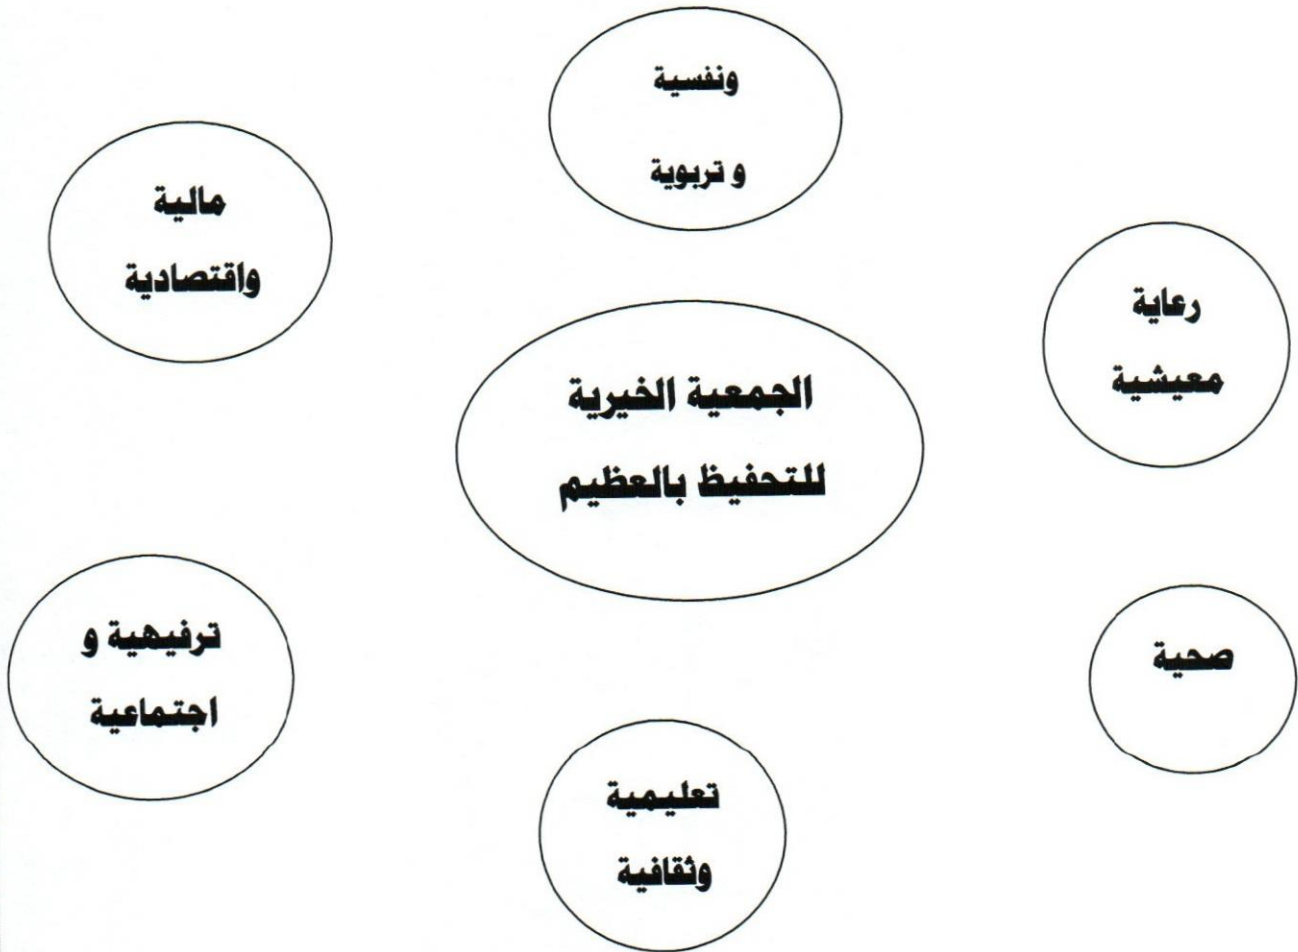 ونفسية
و تربوية
مالية
واقتصادية
رعاية
معيشية
الجمعية الخيرية
للتحفيظ بالعظيم
ترفيهية و
اجتماعية
صحية
تعليمية
وثقافية